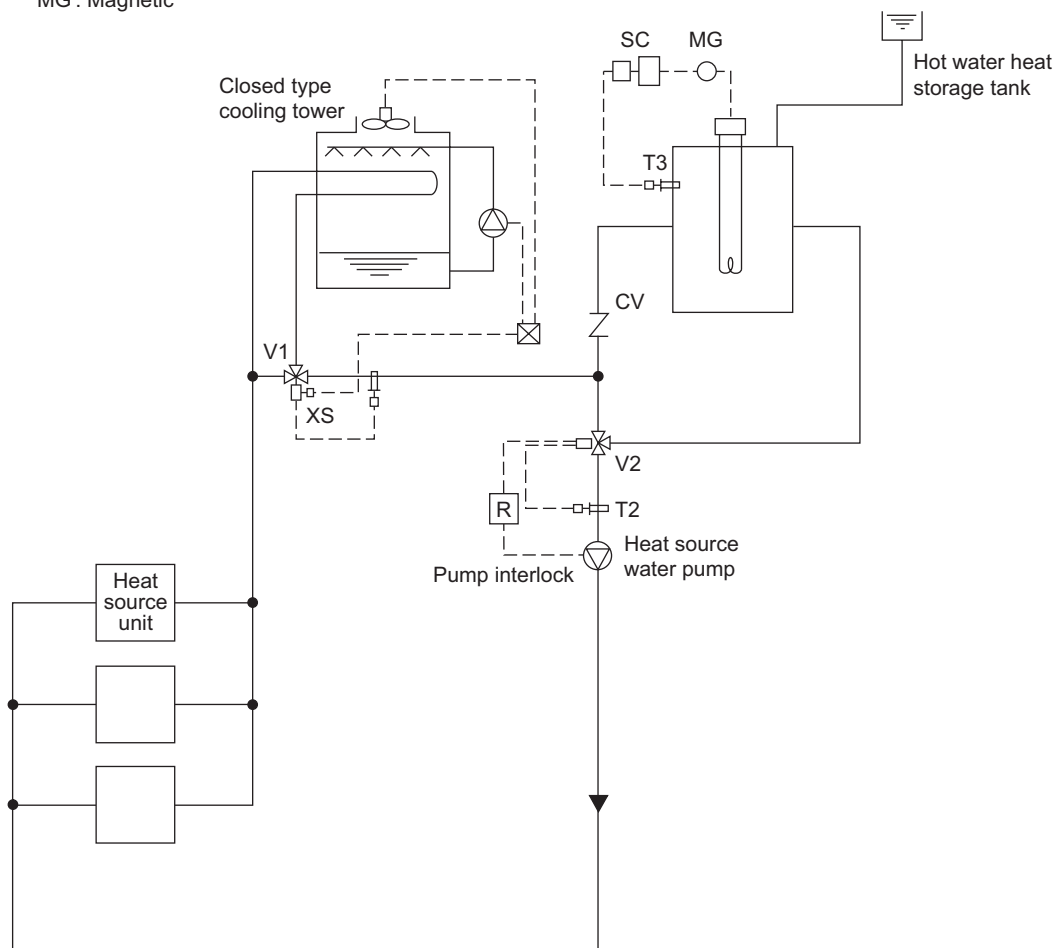 MG : Magnetic
SC
MG
Hot water heat
storage tank
Closed type
cooling tower
T3
CV
V1
XS
V2
R
T2
Pump interlock
Heat source
water pump
Heat
source
unit